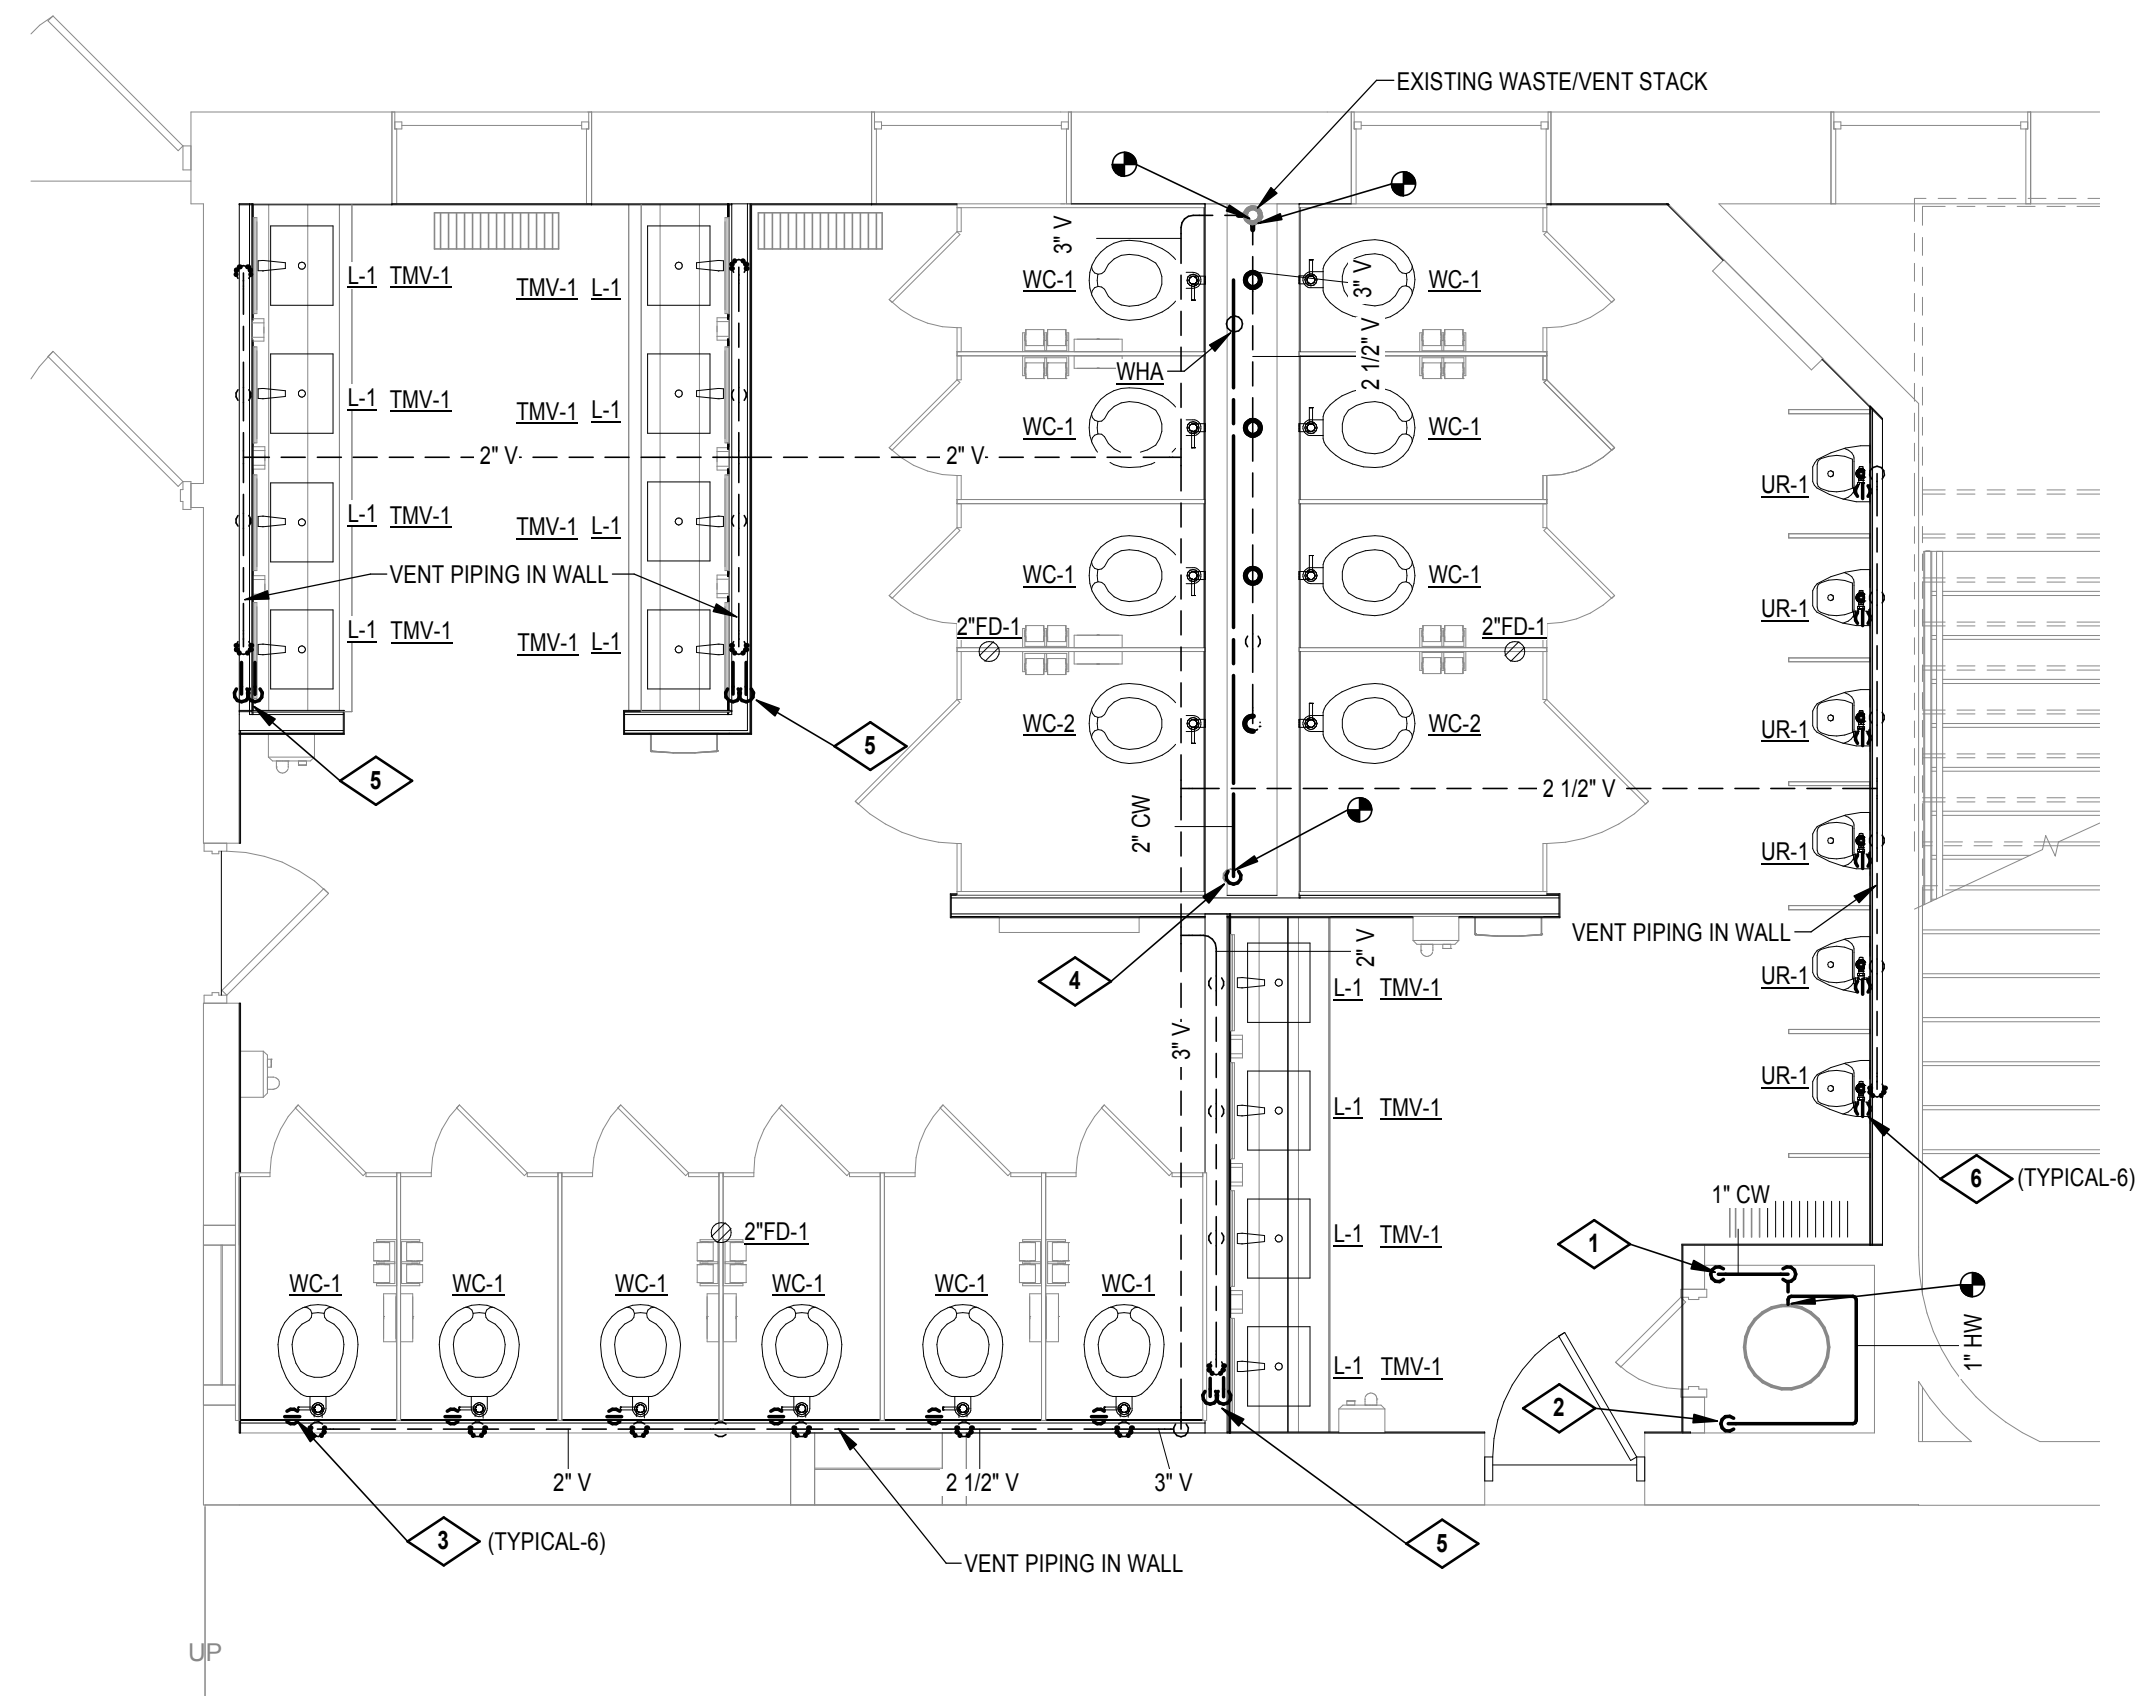 EXISTING WASTE/VENT STACK
3" V
WC-1
WC-1
3" V
L-1 TMV-1
TMV-1 L-1
2 1/2" V
WHA
L-1 TMV-1
TMV-1 L-1
WC-1
WC-1
2" V
2" V
UR-1
L-1 TMV-1
TMV-1 L-1
VENT PIPING IN WALL
WC-1
WC-1
UR-1
L-1 TMV-1
TMV-1 L-1
2"FD-1
2"FD-1
WC-2
WC-2
UR-1
5
5
2 1/2" V
2" CW
UR-1
VENT PIPING IN WALL
2" V
4
L-1 TMV-1
UR-1
3" V
UR-1
L-1 TMV-1
6 (TYPICAL-6)
1" CW
2"FD-1
L-1 TMV-1
1
WC-1
WC-1
WC-1
WC-1
WC-1
WC-1
1" HW
L-1 TMV-1
2
2" V
2 1/2" V
3" V
3 (TYPICAL-6)
5
VENT PIPING IN WALL
UP